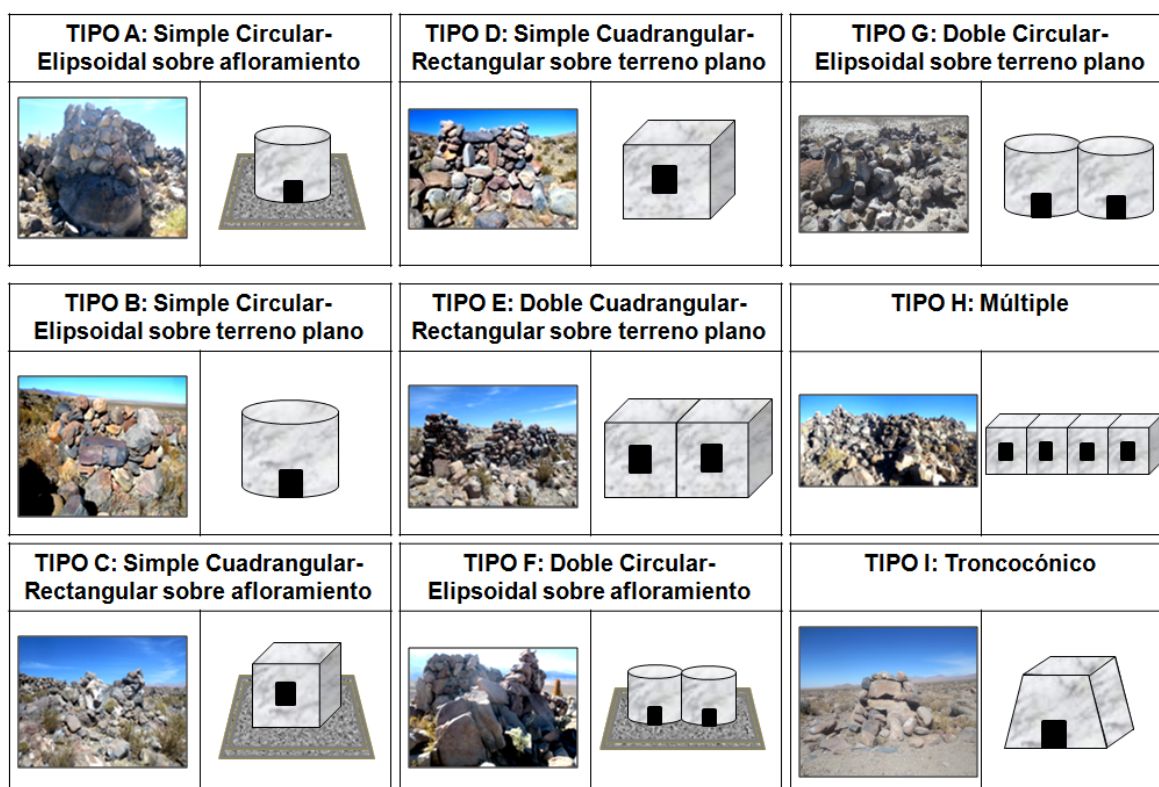 TIPO A: Simple Circular-
Elipsoidal sobre afloramiento
TIPO D: Simple Cuadrangular-
Rectangular sobre terreno plano
TIPO G: Doble Circular-
Elipsoidal sobre terreno plano
TIPO B: Simple Circular-
Elipsoidal sobre terreno plano
TIPO E: Doble Cuadrangular-
Rectangular sobre terreno plano
TIPO H: Múltiple
TIPO C: Simple Cuadrangular-
Rectangular sobre afloramiento
TIPO F: Doble Circular-
Elipsoidal sobre afloramiento
TIPO I: Troncocónico